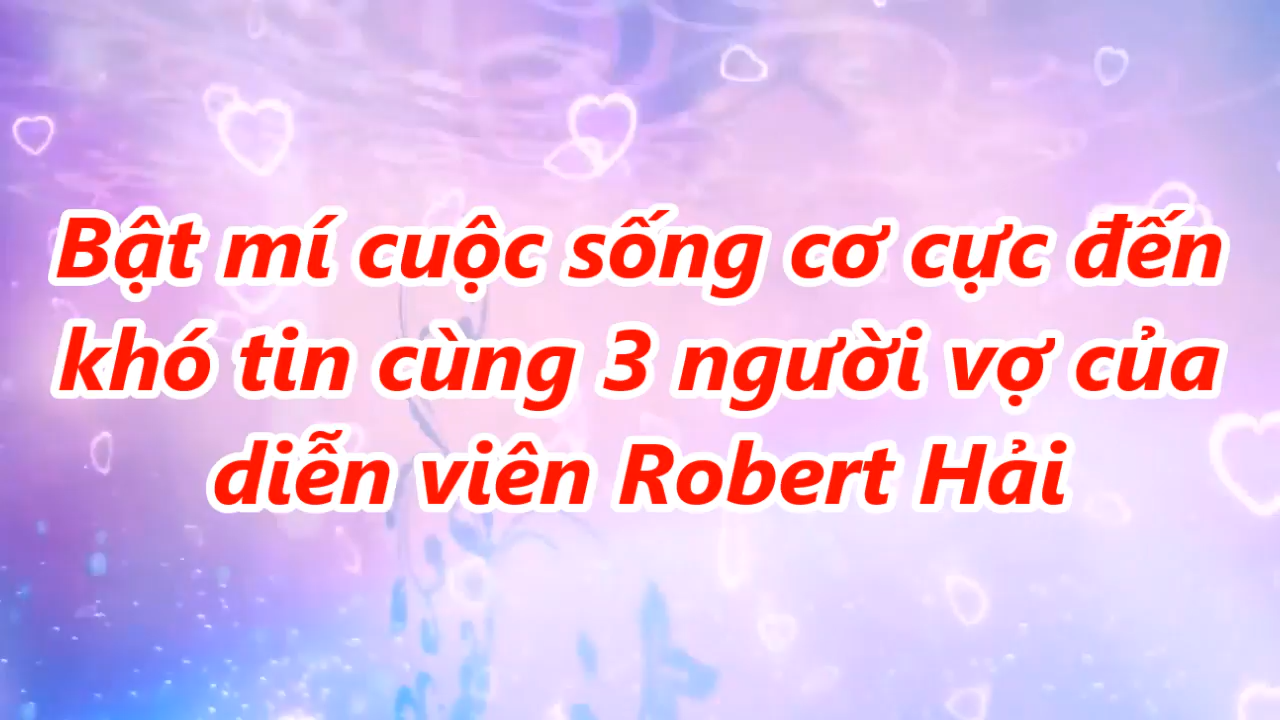 Bật mí cuộc sống cơ cực đến
khó tin cùng 3 người vợ của
diễn viên Robert Hải